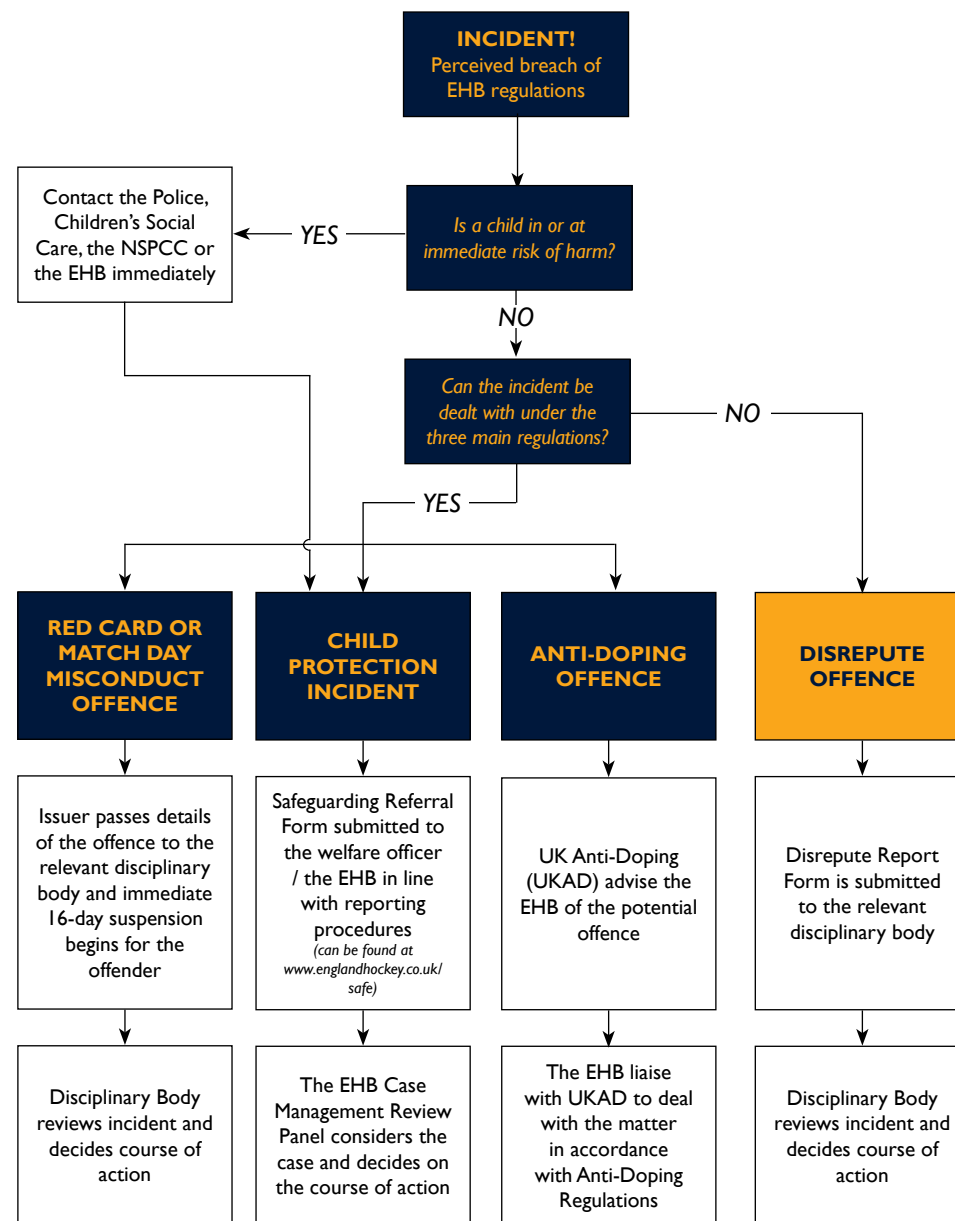 INCIDENT!
Perceived breach of
EHB regulations
Contact the Police,
Children's Social
Care, the NSPCC or
the EHB immediately
YES
Is a child in or at
immediate risk of harm?
NO
Can the incident be
dealt with under the
three main regulations?
NO
YES
RED CARD OR
MATCH DAY
MISCONDUCT
OFFENCE
CHILD
PROTECTION
INCIDENT
ANTI-DOPING
OFFENCE
DISREPUTE
OFFENCE
Issuer passes details
of the offence to the
relevant disciplinary
body and immediate
16-day suspension
begins for the
offender
Safeguarding Referral
Form submitted to
the welfare officer
/ the EHB in line
with reporting
procedures
(can be found at
www.englandhockey.co.uk/
safe)
UK Anti-Doping
(UKAD) advise the
EHB of the potential
offence
Disrepute Report
Form is submitted
to the relevant
disciplinary body
Disciplinary Body
reviews incident and
decides course of
action
The EHB Case
Management Review
Panel considers the
case and decides on
the course of action
The EHB liaise
with UKAD to deal
with the matter
in accordance
with Anti-Doping
Regulations
Disciplinary Body
reviews incident and
decides course of
action